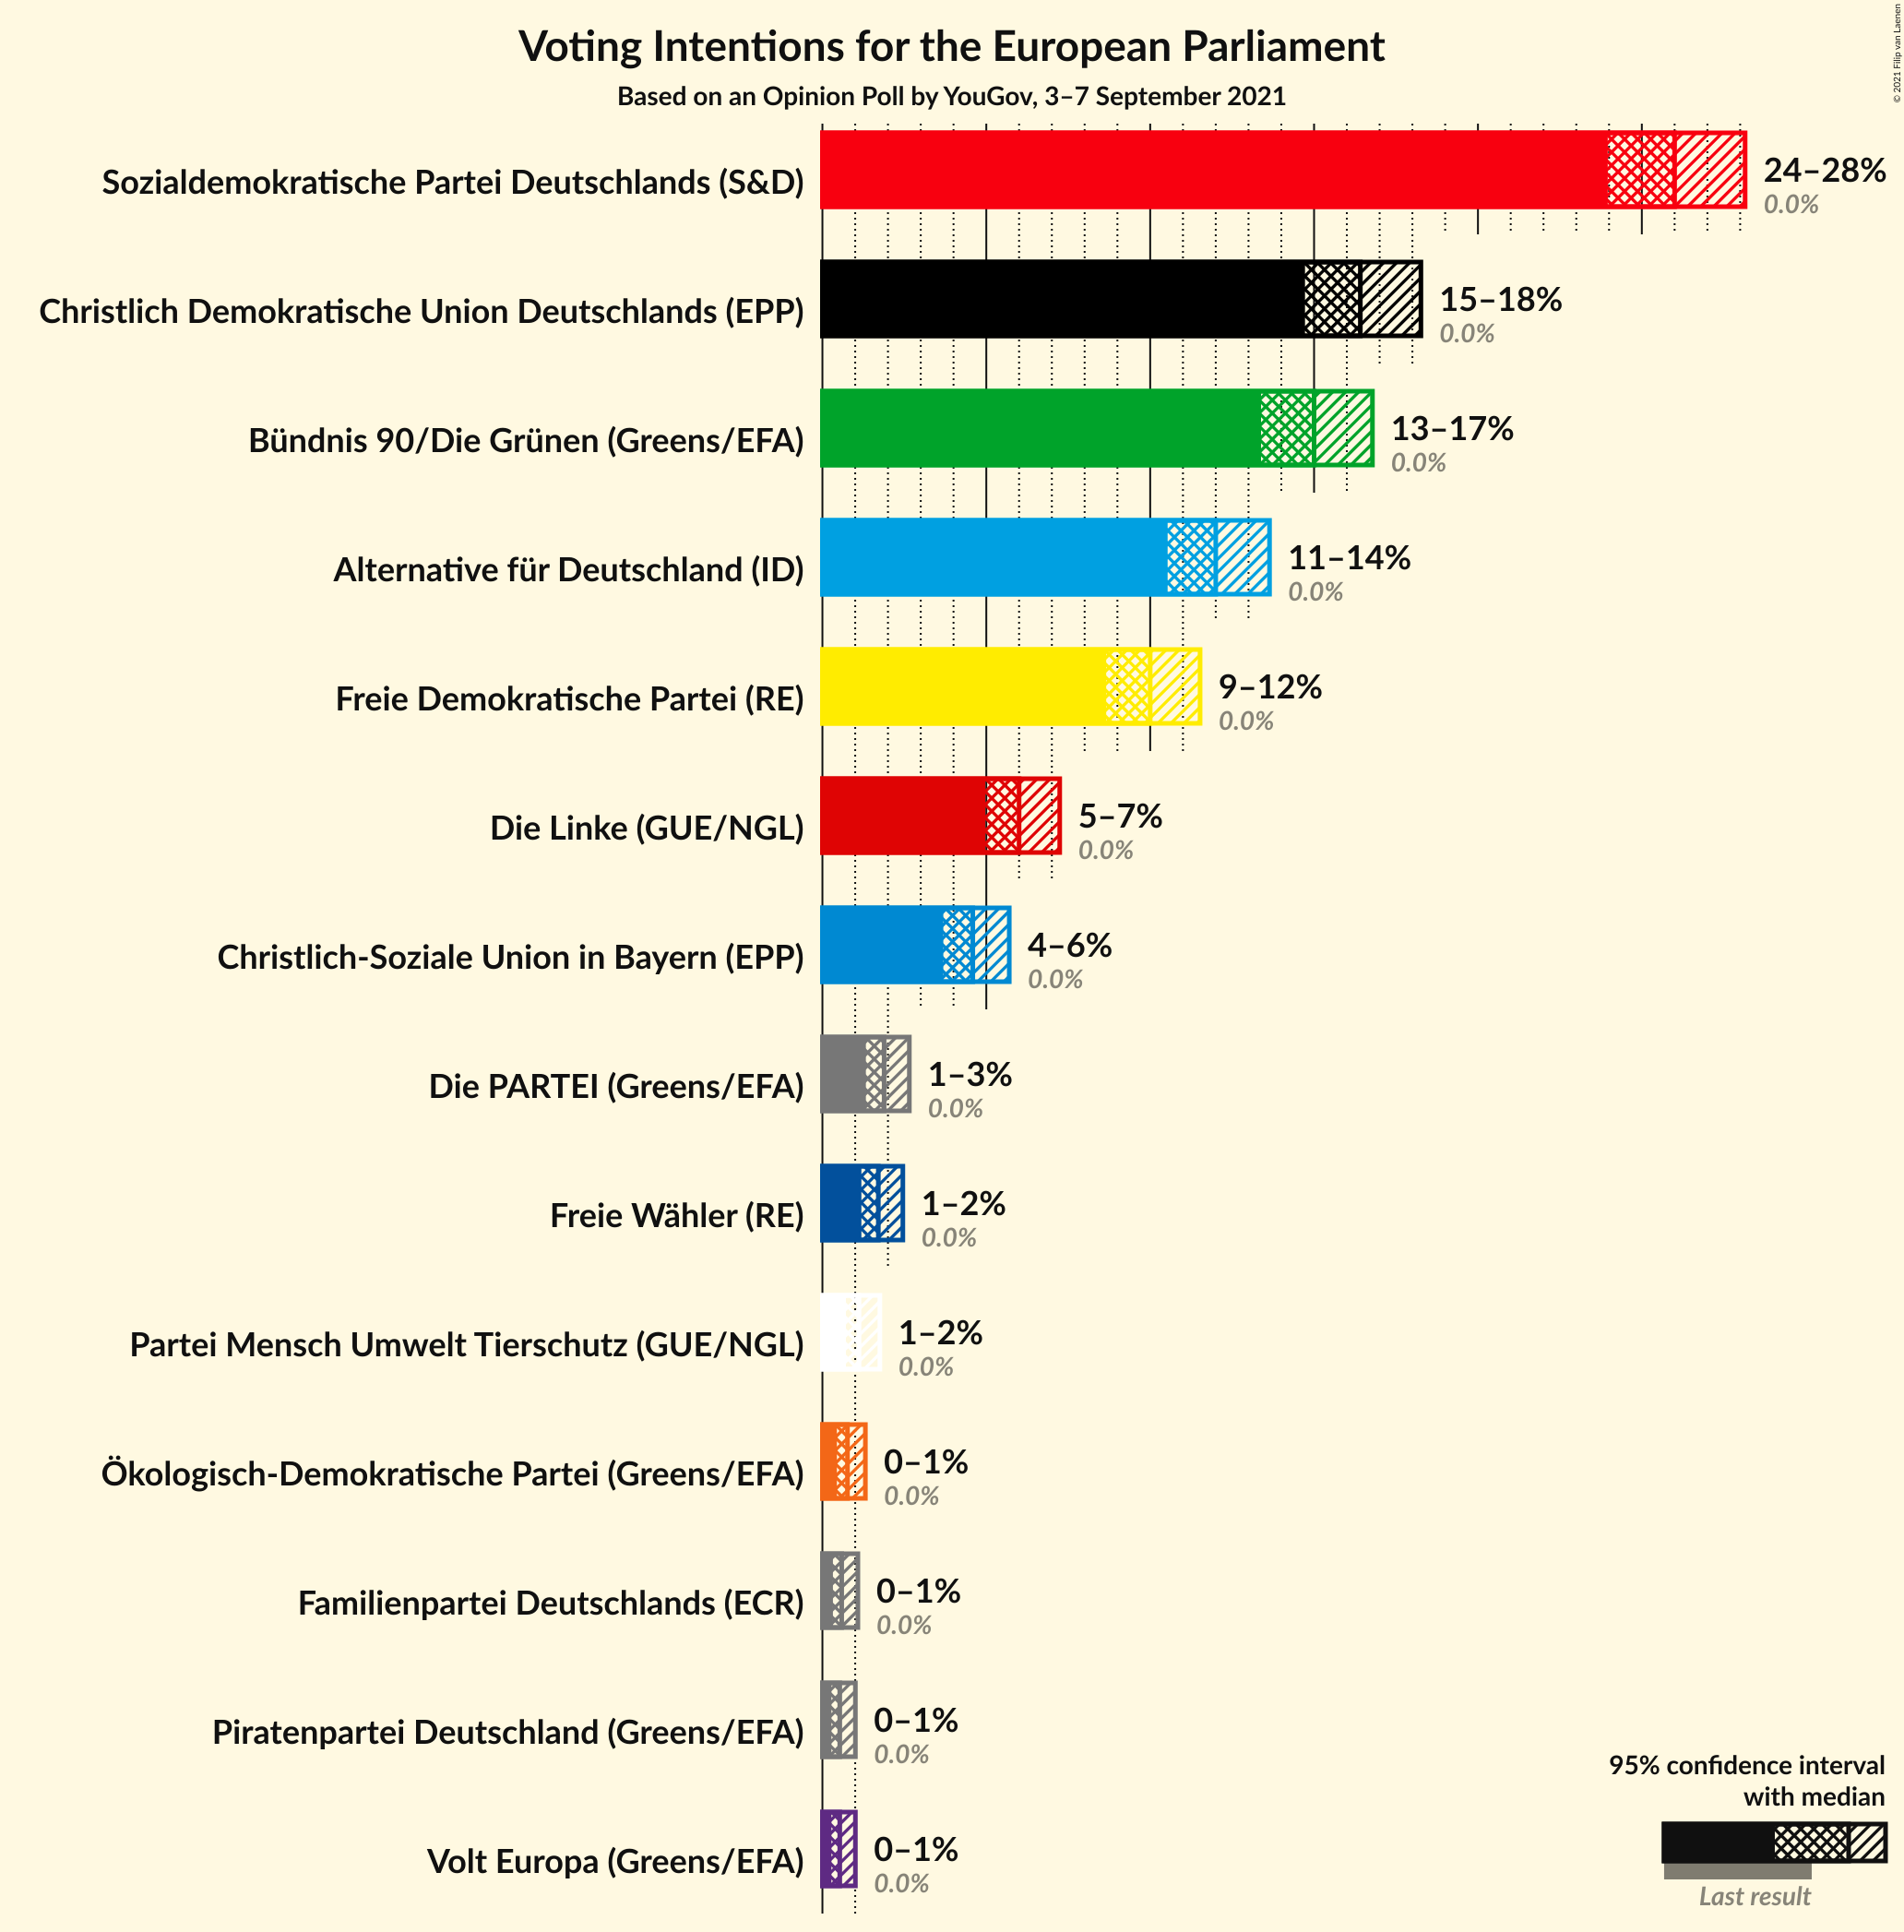 Voting Intentions for the European Parliament
Based on an Opinion Poll by YouGov, 3–7 September 2021
© 2021 Filip van Laenen
Sozialdemokratische Partei Deutschlands (S&D)
24–28%
0.0%
Christlich Demokratische Union Deutschlands (EPP)
15–18%
0.0%
Bündnis 90/Die Grünen (Greens/EFA)
13–17%
0.0%
Alternative für Deutschland (ID)
11–14%
0.0%
Freie Demokratische Partei (RE)
9–12%
0.0%
Die Linke (GUE/NGL)
5–7%
0.0%
Christlich-Soziale Union in Bayern (EPP)
4–6%
0.0%
Die PARTEI (Greens/EFA)
1–3%
0.0%
Freie Wähler (RE)
1–2%
0.0%
Partei Mensch Umwelt Tierschutz (GUE/NGL)
1–2%
0.0%
Ökologisch-Demokratische Partei (Greens/EFA)
0–1%
0.0%
Familienpartei Deutschlands (ECR)
0–1%
0.0%
Piratenpartei Deutschland (Greens/EFA)
0–1%
0.0%
Volt Europa (Greens/EFA)
0–1%
0.0%
95% confidence interval
with median
Last result